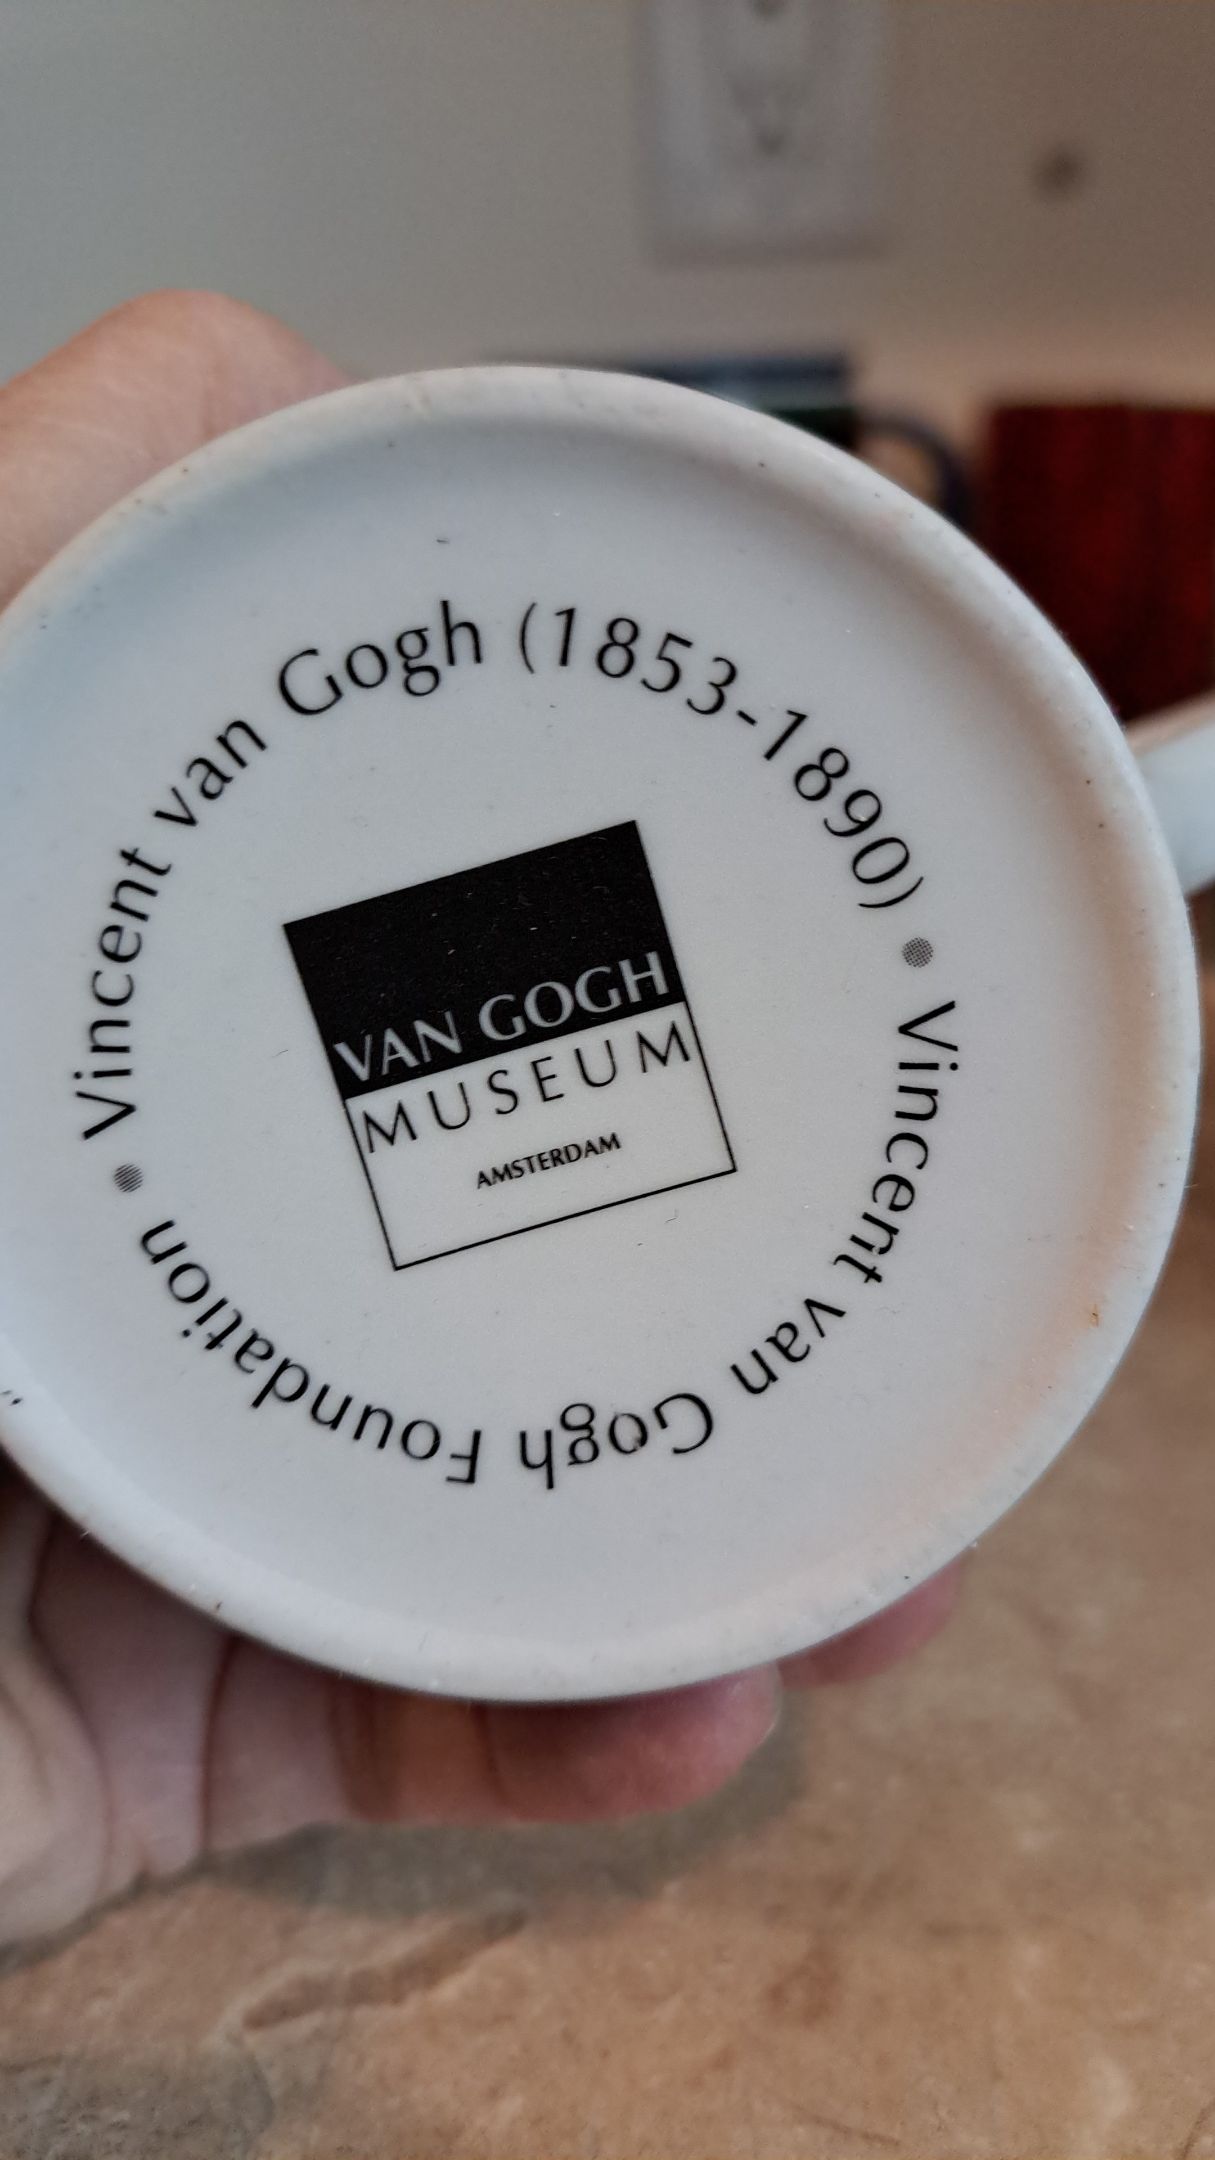 Vincent van Gogh (1853-1890) • Vincent van Gogh Foundation •
VAN GOGH
MUSEUM
AMSTERDAM